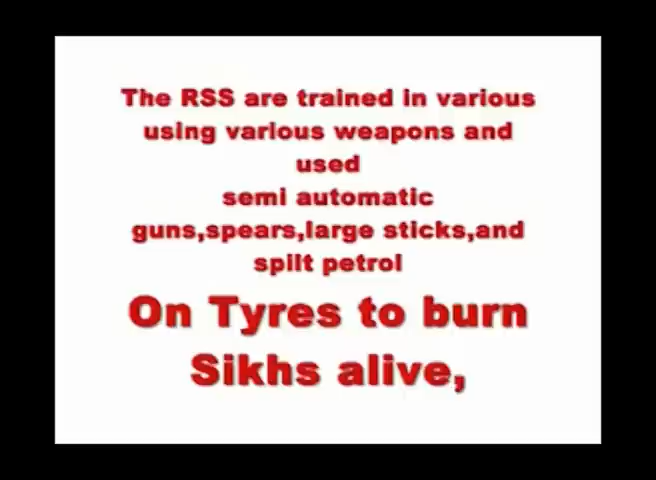 The RSS are trained in various
using various weapons and
used
semi automatic
guns,spears,large sticks,and
spilt petrol
On Tyres to burn
Sikhs alive,